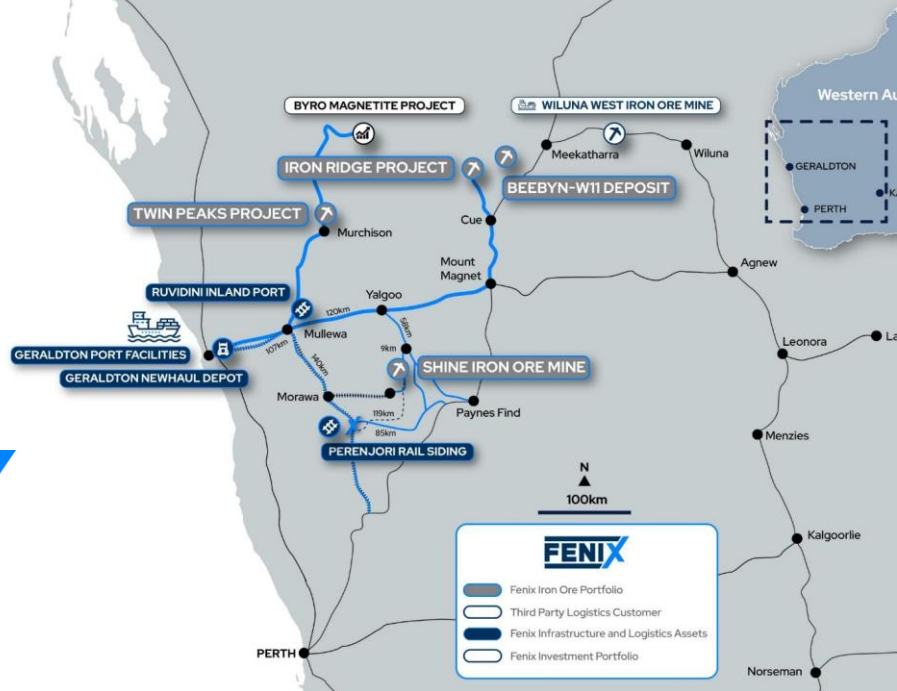 BYRO MAGNETITE PROJECT
WILUNA WEST IRON ORE MINE
Western Au
Meekatharra
Wiluna
IRON RIDGE PROJECT
BEEBYN-W11 DEPOSIT
GERALDTON
PERTH
TWIN PEAKS PROJECT
Murchison
Cue
Mount
Magnet
Agnew
RUVIDINI INLAND PORT
Yalgoo
120km
Mullewa
58km
GERALDTON PORT FACILITIES
107km
9km
Leonora
La
GERALDTON NEWHAUL DEPOT
140km
SHINE IRON ORE MINE
Morawa
119km
Paynes Find
85km
Menzies
PERENJORI RAIL SIDING
N
100km
FENIX
Kalgoorlie
Fenix Iron Ore Portfolio
Third Party Logistics Customer
Fenix Infrastructure and Logistics Assets
Fenix Investment Portfolio
PERTH
Norseman